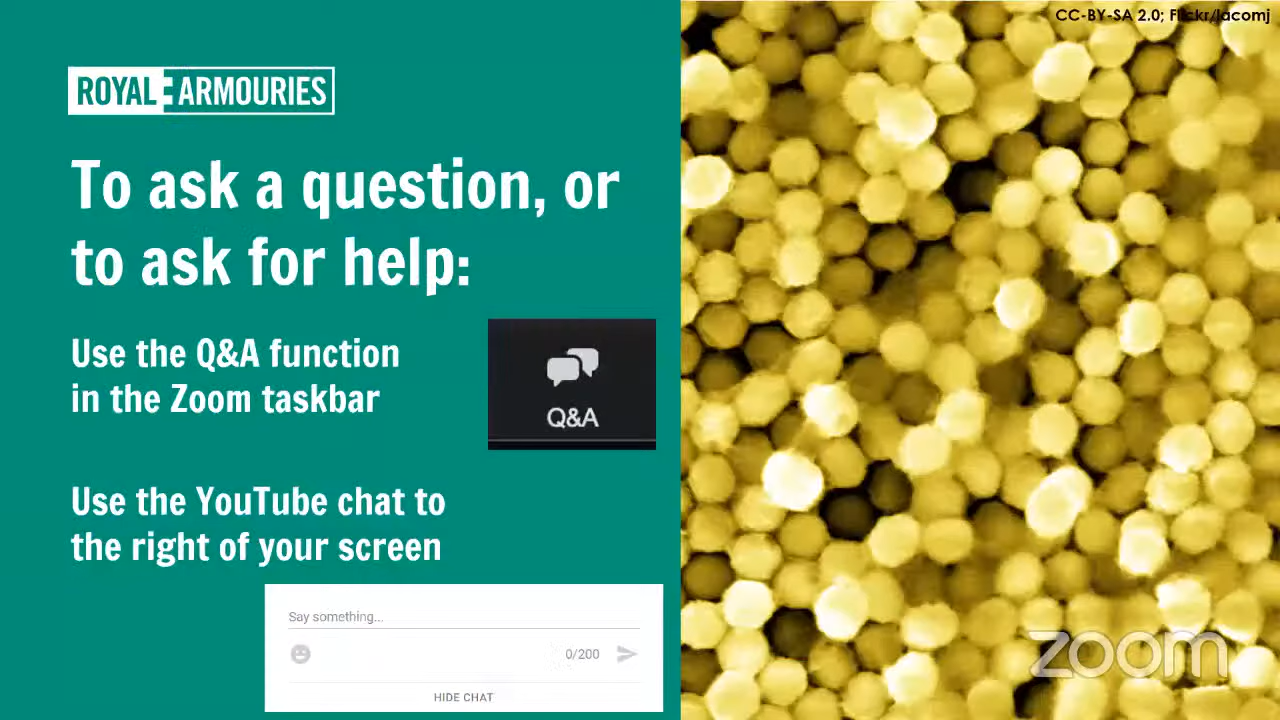 CC-BY-SA 2.0; Flickr/lacomj
ROYAL ARMOURIES
To ask a question, or
to ask for help:
Use the Q&A function
in the Zoom taskbar
Q&A
Use the YouTube chat to
the right of your screen
Say something...
0/200
HIDE CHAT
zoom